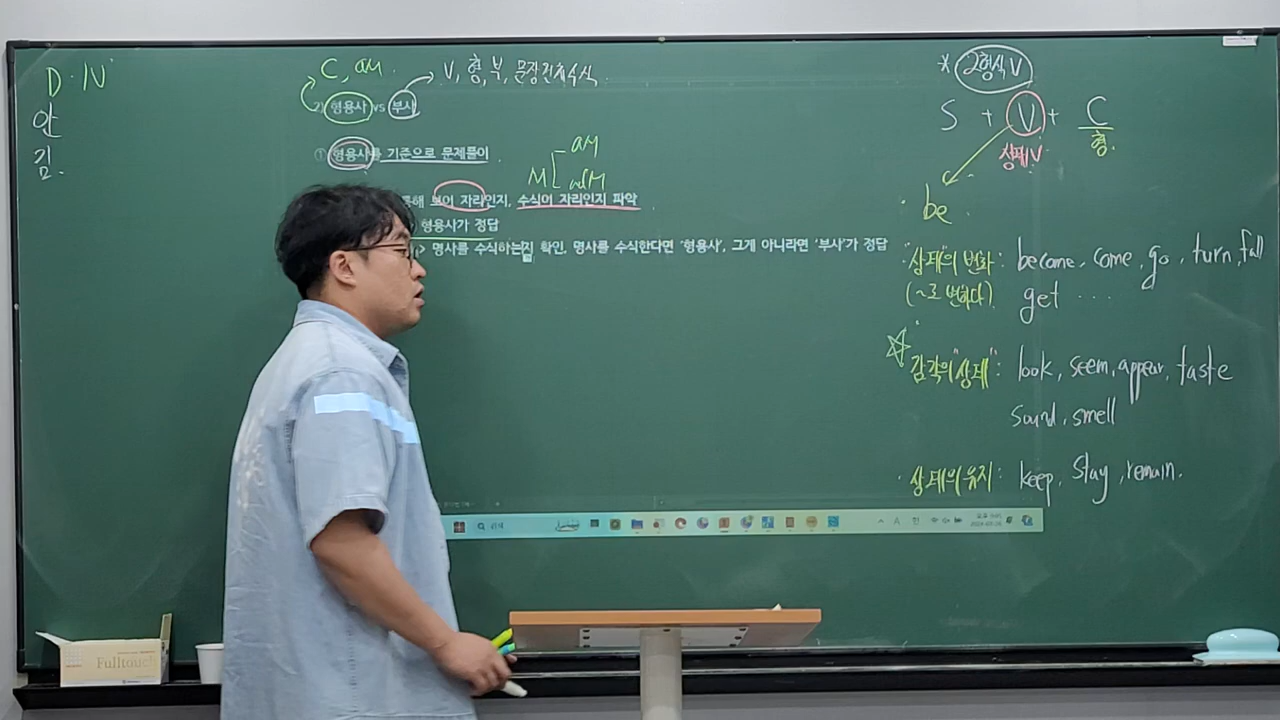 D·N
안
김.
C, aM.
V, 형, 부, 문장전체수식
2) 형용사 vs 부사
① 형용사를 기준으로 문제풀이
M
aM
adM
통해 보어 자리인지, 수식어 자리인지 파악
형용사가 정답
명사를 수식하는지 확인, 명사를 수식한다면 '형용사', 그게 아니라면 '부사'가 정답
* 2형식 V
S + V + C
상태V 형.
be
"상태"의 변화: become, come, go, turn, fall
(~로 변하다). get ....
감각의"상태": look, seem, appear, taste
sound, smell
· 상태의유지: keep, stay, remain.
Fulltouch